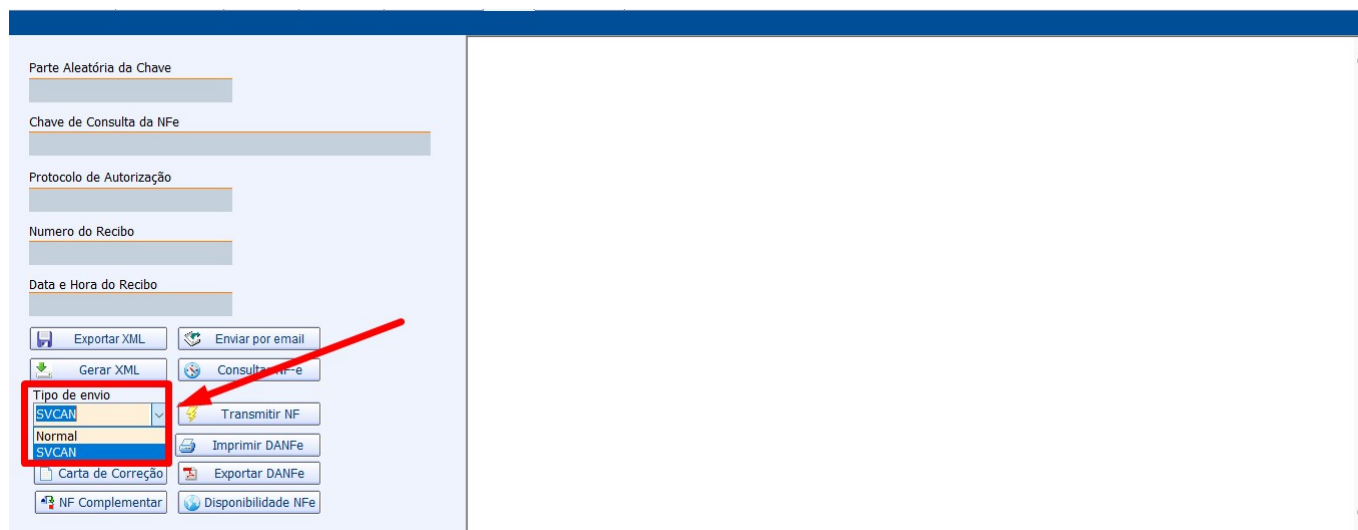 Parte Aleatória da Chave
Chave de Consulta da NFe
Protocolo de Autorização
Numero do Recibo
Data e Hora do Recibo
Exportar XML
Enviar por email
Gerar XML
Consultar NF-e
Tipo de envio
SVCAN
Transmitir NF
Normal
SVCAN
Imprimir DANFe
Carta de Correção
Exportar DANFe
NF Complementar
Disponibilidade NFe